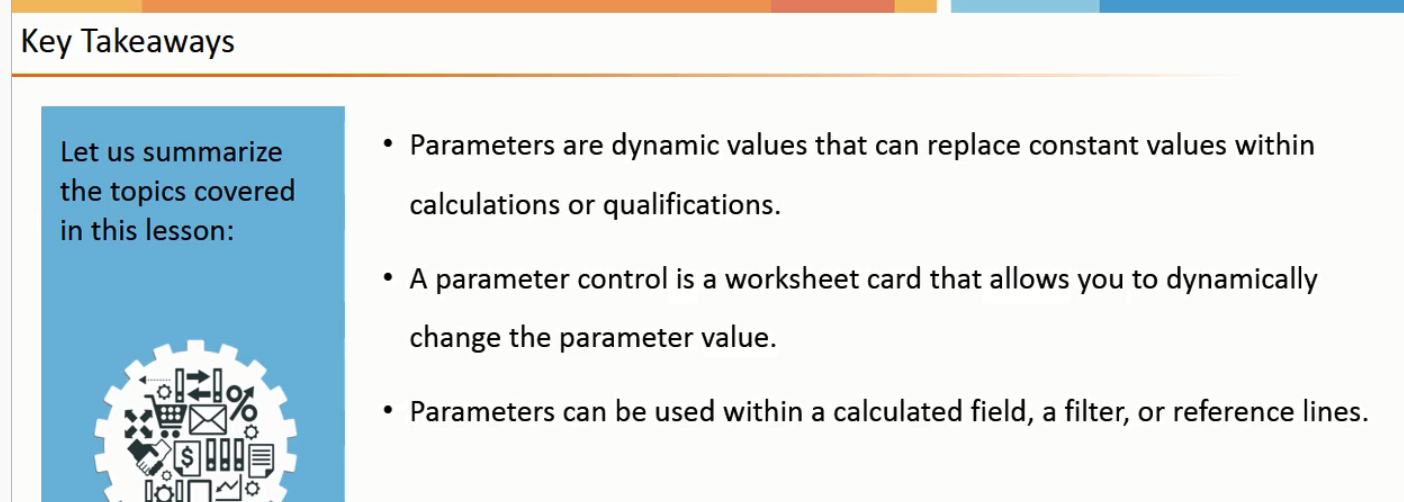 Key Takeaways
Let us summarize
the topics covered
in this lesson:
• Parameters are dynamic values that can replace constant values within
calculations or qualifications.
• A parameter control is a worksheet card that allows you to dynamically
change the parameter value.
• Parameters can be used within a calculated field, a filter, or reference lines.